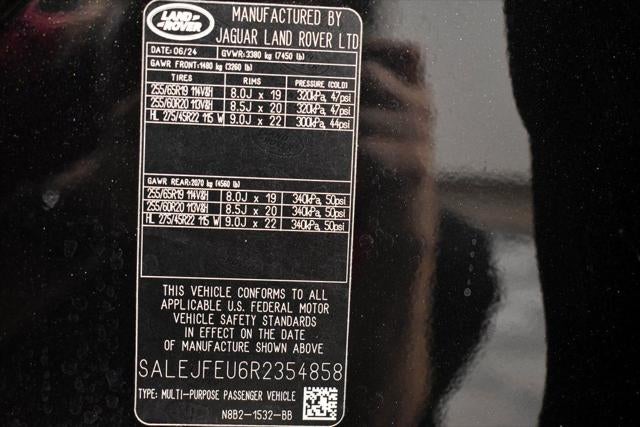 LAND
ROVER
MANUFACTURED BY
JAGUAR LAND ROVER LTD
DATE: 06/24 GVWR:3380 kg (7450 lb)
GAWR FRONT:1480 kg (3260 lb)
TIRES RIMS PRESSURE (COLD)
255/65R19 114V&H 8.0J x 19 320kPa, 47psi
255/60R20 113V&H 8.5J x 20 320kPa, 47psi
HL 275/45R22 115 W 9.0J x 22 300kPa, 44psi
GAWR REAR:2070 kg (4560 lb)
255/65R19 114V&H 8.0J x 19 340kPa, 50psi
255/60R20 113V&H 8.5J x 20 340kPa, 50psi
HL 275/45R22 115 W 9.0J x 22 340kPa, 50psi
THIS VEHICLE CONFORMS TO ALL
APPLICABLE U.S. FEDERAL MOTOR
VEHICLE SAFETY STANDARDS
IN EFFECT ON THE DATE
OF MANUFACTURE SHOWN ABOVE
SALEJFEU6R2354858
TYPE: MULTI-PURPOSE PASSENGER VEHICLE
N8B2-1532-BB